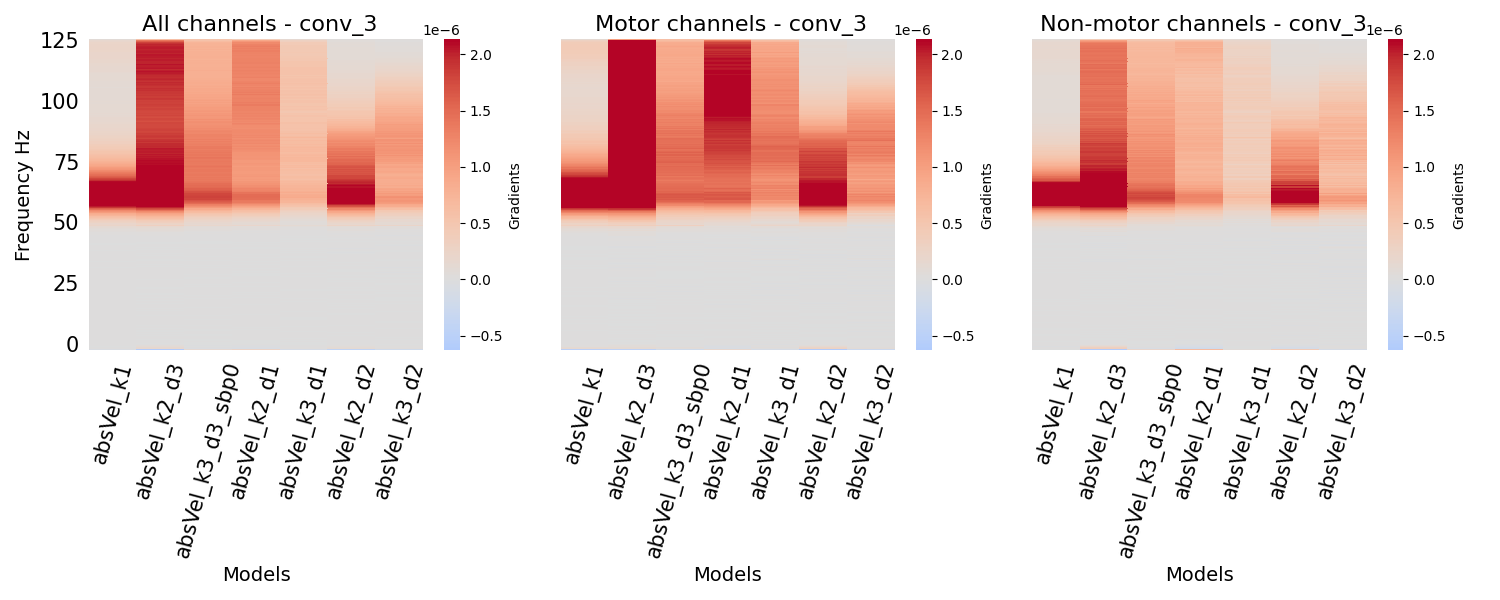 All channels - conv_3
1e−6
Motor channels - conv_3
1e−6
Non-motor channels - conv_3
1e−6
Frequency Hz
125
100
75
50
25
0
2.0
1.5
1.0
0.5
0.0
−0.5
Gradients
2.0
1.5
1.0
0.5
0.0
−0.5
Gradients
2.0
1.5
1.0
0.5
0.0
−0.5
Gradients
absVel_k1
absVel_k2_d3
absVel_k3_d3_sbp0
absVel_k2_d1
absVel_k3_d1
absVel_k2_d2
absVel_k3_d2
absVel_k1
absVel_k2_d3
absVel_k3_d3_sbp0
absVel_k2_d1
absVel_k3_d1
absVel_k2_d2
absVel_k3_d2
absVel_k1
absVel_k2_d3
absVel_k3_d3_sbp0
absVel_k2_d1
absVel_k3_d1
absVel_k2_d2
absVel_k3_d2
Models
Models
Models